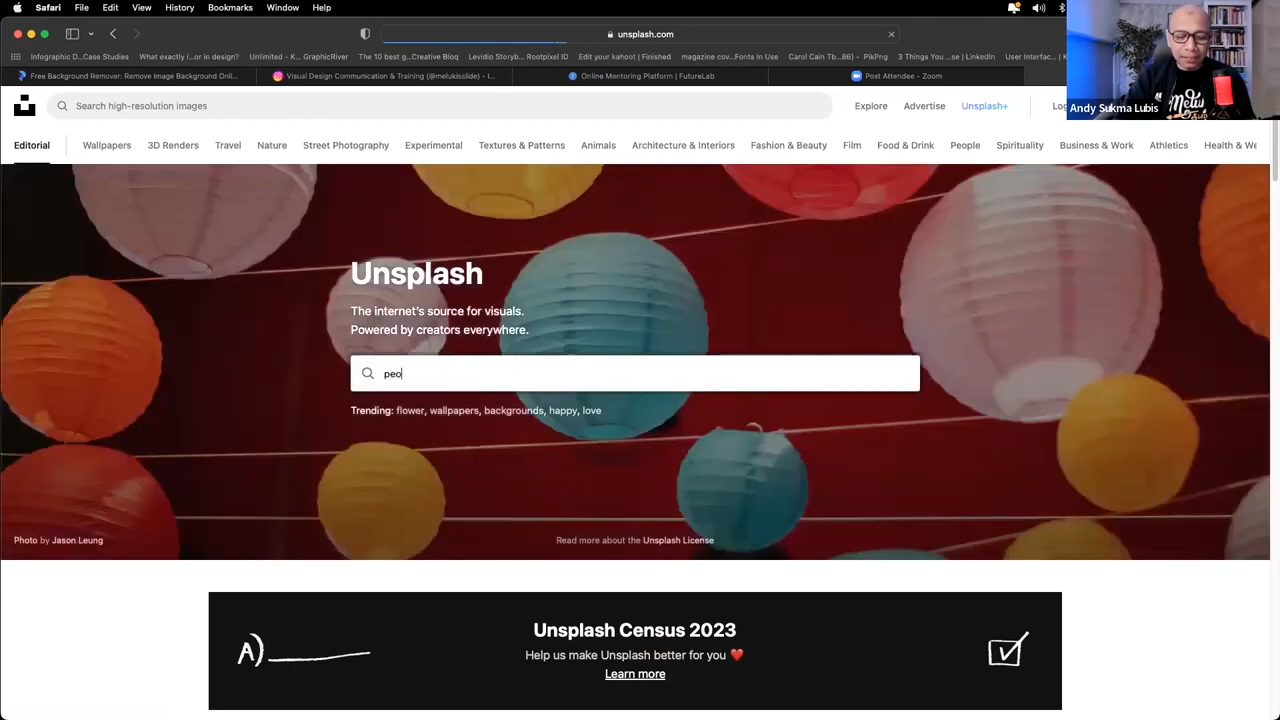 Safari File Edit View History Bookmarks Window Help
unsplash.com
Infographic D...Case Studies What exactly i...or in design? Unlimited - K... GraphicRiver The 10 best g...Creative Bloq Levidio Storyb... Rootpixel ID Edit your kahoot | Finished magazine cov...Fonts In Use Carol Cain Tb...86) - PikPng 3 Things You ...se | LinkedIn User Interfac...
Free Background Remover: Remove Image Background Onli... Visual Design Communication & Training (@melukisslide) • I... Online Mentoring Platform | FutureLab Post Attendee - Zoom
Andy Sukma Lubis
Search high-resolution images Explore Advertise Unsplash+
Editorial Wallpapers 3D Renders Travel Nature Street Photography Experimental Textures & Patterns Animals Architecture & Interiors Fashion & Beauty Film Food & Drink People Spirituality Business & Work Athletics Health & We
Unsplash
The internet's source for visuals.
Powered by creators everywhere.
peo
Trending: flower, wallpapers, backgrounds, happy, love
Photo by Jason Leung
Read more about the Unsplash License
A)
Unsplash Census 2023
Help us make Unsplash better for you ❤️
Learn more